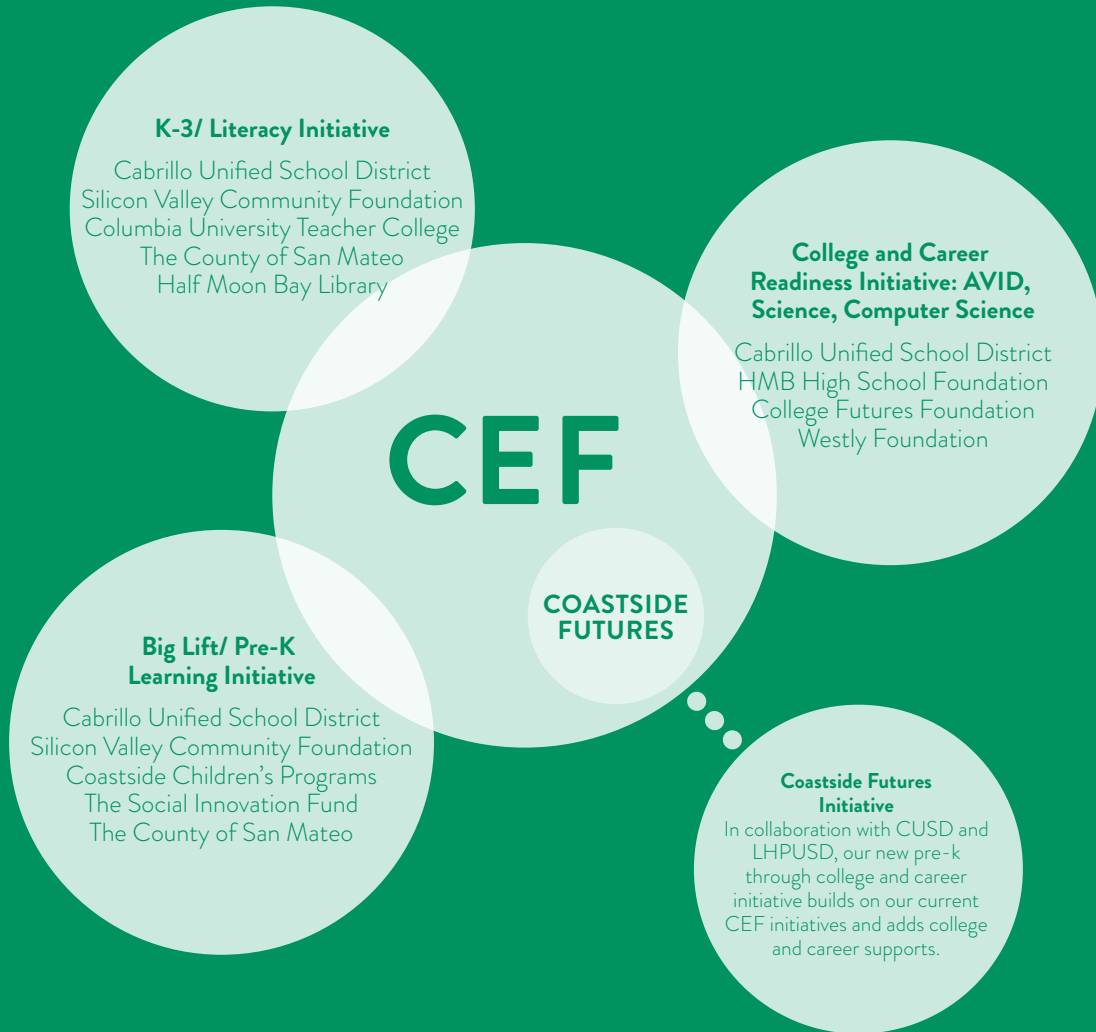 K-3/ Literacy Initiative
Cabrillo Unified School District
Silicon Valley Community Foundation
Columbia University Teacher College
The County of San Mateo
Half Moon Bay Library
College and Career
Readiness Initiative: AVID,
Science, Computer Science
Cabrillo Unified School District
HMB High School Foundation
College Futures Foundation
Westly Foundation
CEF
COASTSIDE
FUTURES
Big Lift/ Pre-K
Learning Initiative
Cabrillo Unified School District
Silicon Valley Community Foundation
Coastside Children’s Programs
The Social Innovation Fund
The County of San Mateo
Coastside Futures
Initiative
In collaboration with CUSD and
LHPUSD, our new pre-k
through college and career
initiative builds on our current
CEF initiatives and adds college
and career supports.